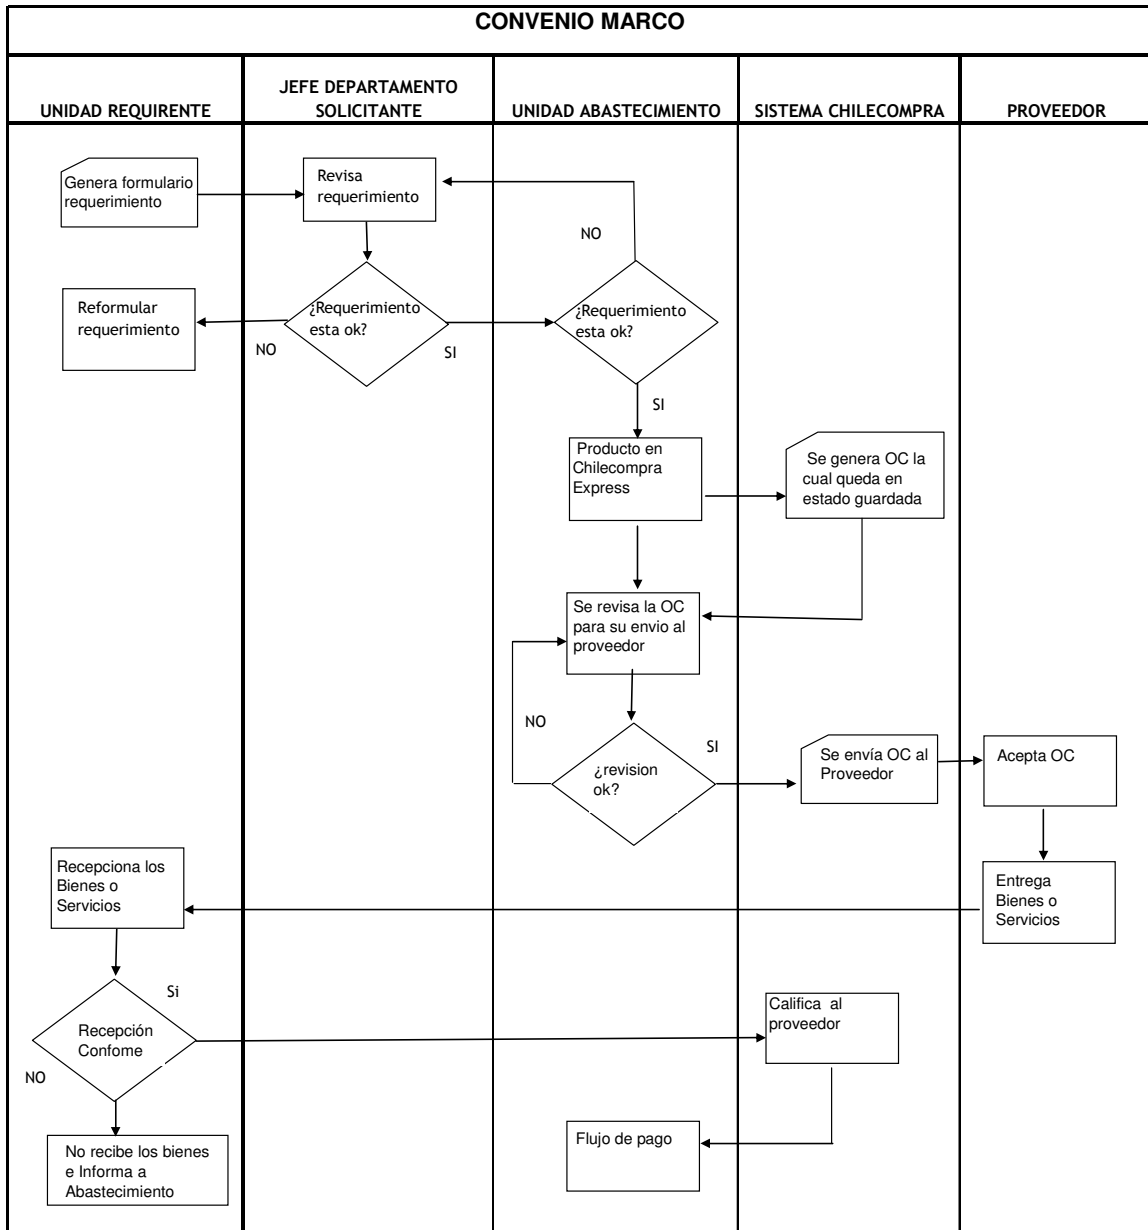 CONVENIO MARCO
UNIDAD REQUIRENTE
JEFE DEPARTAMENTO
SOLICITANTE
UNIDAD ABASTECIMIENTO
SISTEMA CHILECOMPRA
PROVEEDOR
Genera formulario
requerimiento
Revisa
requerimiento
NO
Reformular
requerimiento
¿Requerimiento
esta ok?
¿Requerimiento
esta ok?
NO
SI
SI
Producto en
Chilecompra
Express
Se genera OC la
cual queda en
estado guardada
Se revisa la OC
para su envio al
proveedor
NO
SI
¿revision
ok?
Se envía OC al
Proveedor
Acepta OC
Recepciona los
Bienes o
Servicios
Entrega
Bienes o
Servicios
Si
Recepción
Confome
NO
Califica al
proveedor
No recibe los bienes
e Informa a
Abastecimiento
Flujo de pago